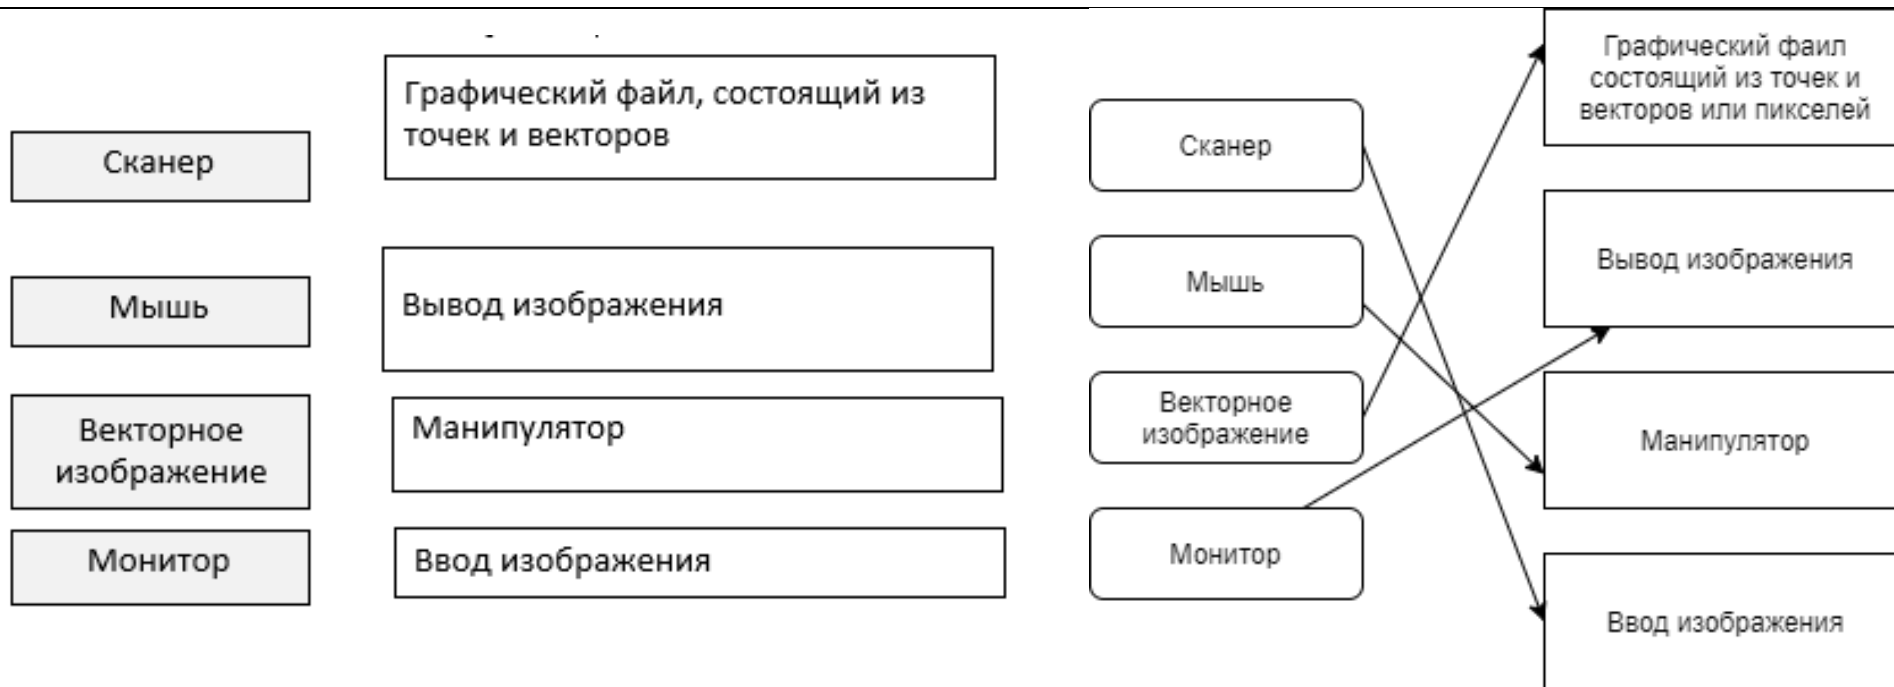 Графический файл, состоящий из
точек и векторов
Сканер
Мышь
Вывод изображения
Векторное
изображение
Манипулятор
Монитор
Ввод изображения
Сканер
Мышь
Векторное
изображение
Монитор
Графический фаил
состоящий из точек и
векторов или пикселей
Вывод изображения
Манипулятор
Ввод изображения